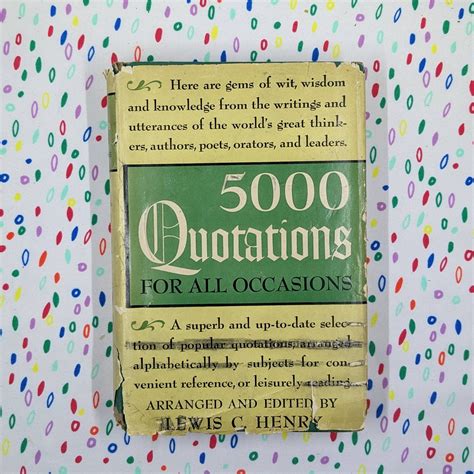 Here are gems of wit, wisdom
and knowledge from the writings and
utterances of the world's great think-
ers, authors, poets, orators, and leaders.
5000
Quotations
FOR ALL OCCASIONS
A superb and up-to-date selec-
tion of popular quotations, arranged
alphabetically by subjects for con-
venient reference, or leisurely reading.
ARRANGED AND EDITED BY
LEWIS C. HENRY